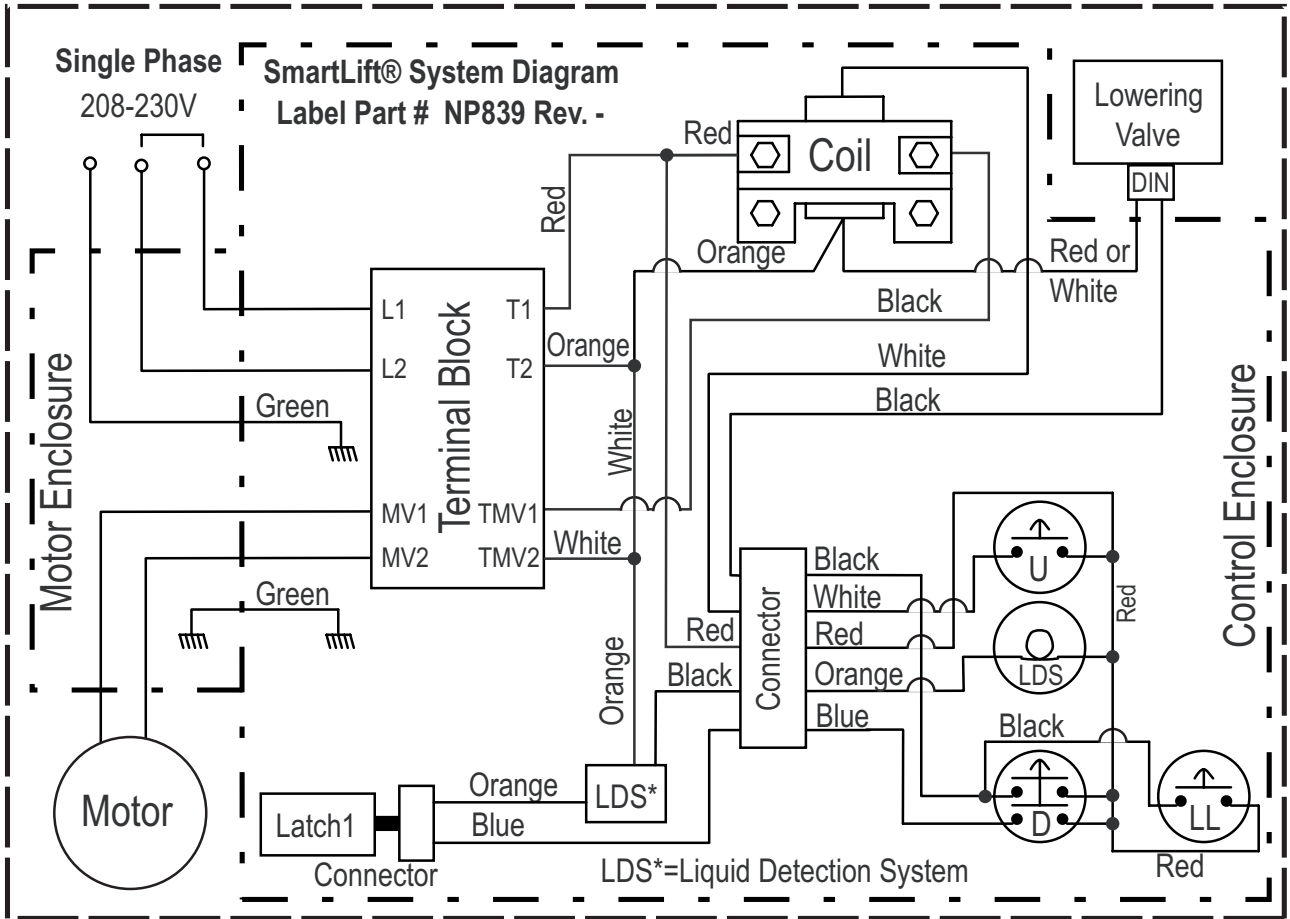 Single Phase
208-230V
SmartLift® System Diagram
Label Part # NP839 Rev. -
Red
Coil
Lowering
Valve
DIN
Red
Orange
Red or
White
Black
White
Black
L1
T1
L2
T2
Orange
Terminal Block
Green
White
Motor Enclosure
MV1
TMV1
MV2
TMV2
White
Green
Control Enclosure
Black
White
Red
Orange
Blue
Connector
Red
Black
U
Red
LDS
Black
D
LL
Red
Orange
Motor
Latch1
Connector
Orange
Blue
LDS*
LDS*=Liquid Detection System